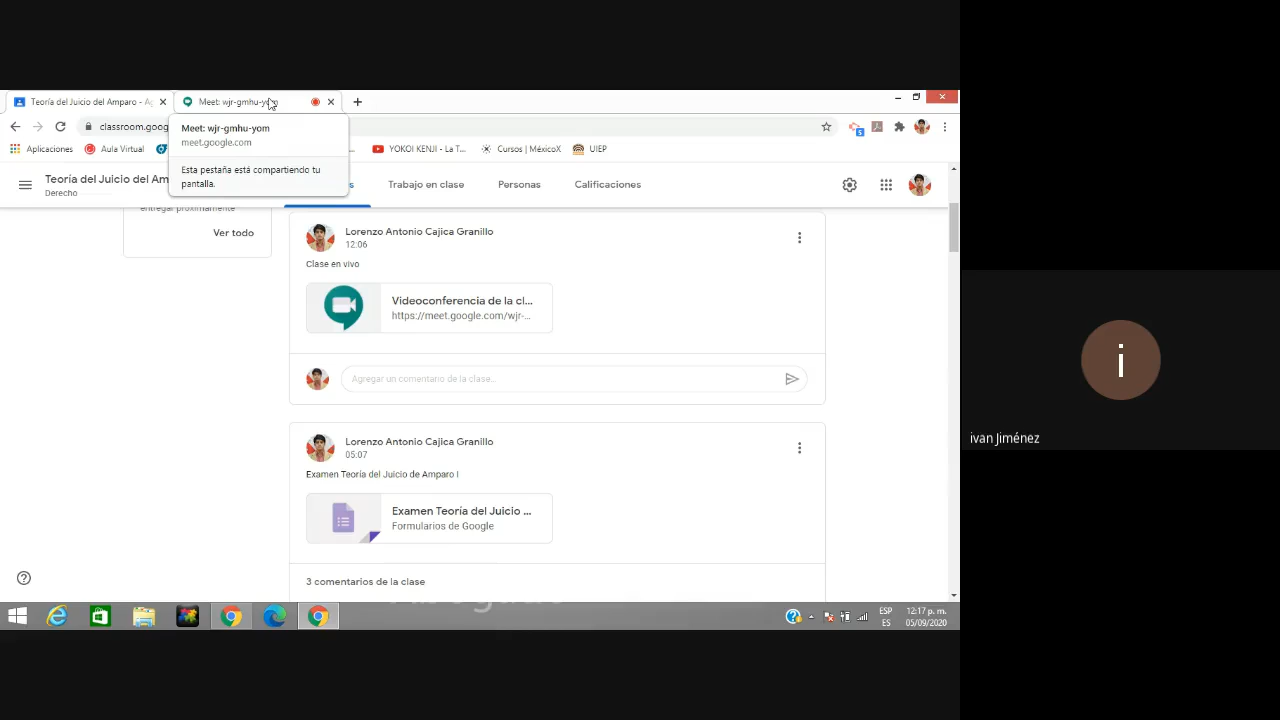 Teoría del Juicio del Amparo - Ag
Meet: wjr-gmhu-yom
classroom.goog
Meet: wjr-gmhu-yom
meet.google.com
Esta pestaña está compartiendo tu
pantalla.
5
Aplicaciones
Aula Virtual
YOKOI KENJI - La T...
Cursos | MéxicoX
UIEP
Teoría del Juicio del Am
Derecho
s
Trabajo en clase
Personas
Calificaciones
entregar próximamente
Ver todo
Lorenzo Antonio Cajica Granillo
12:06
Clase en vivo
Videoconferencia de la cl...
https://meet.google.com/wjr-...
Agregar un comentario de la clase...
Lorenzo Antonio Cajica Granillo
05:07
Examen Teoría del Juicio de Amparo I
Examen Teoría del Juicio ...
Formularios de Google
3 comentarios de la clase
ESP
ES
12:17 p. m.
05/09/2020
i
ivan Jiménez